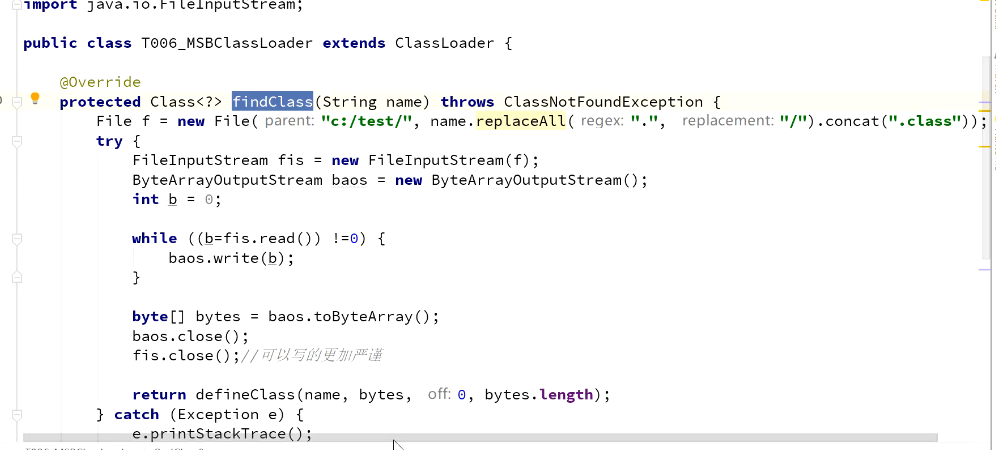 import java.io.FileInputStream;
public class T006_MSBClassLoader extends ClassLoader {
@Override
protected Class<?> findClass(String name) throws ClassNotFoundException {
File f = new File( parent: "c:/test/", name.replaceAll( regex: ".", replacement: "/").concat(".class"));
try {
FileInputStream fis = new FileInputStream(f);
ByteArrayOutputStream baos = new ByteArrayOutputStream();
int b = 0;
while ((b=fis.read()) !=0) {
baos.write(b);
}
byte[] bytes = baos.toByteArray();
baos.close();
fis.close();//可以写的更加严谨
return defineClass(name, bytes, off: 0, bytes.length);
} catch (Exception e) {
e.printStackTrace();